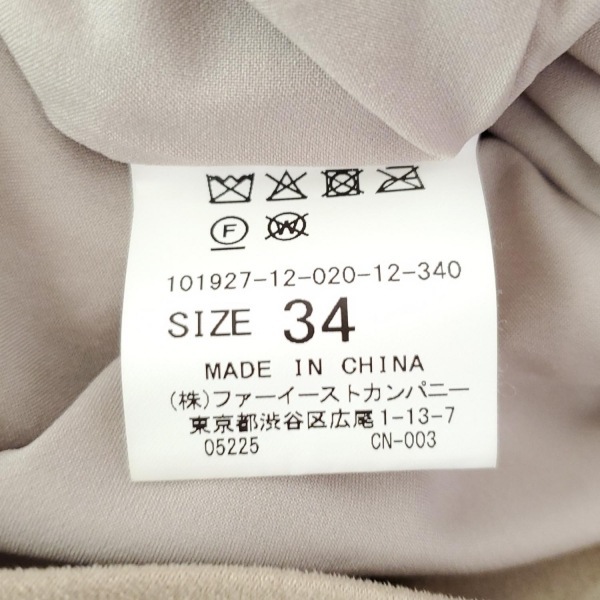 F W
101927-12-020-12-340
SIZE 34
MADE IN CHINA
(株)ファーイーストカンパニー
東京都渋谷区広尾1-13-7
05225 CN-003